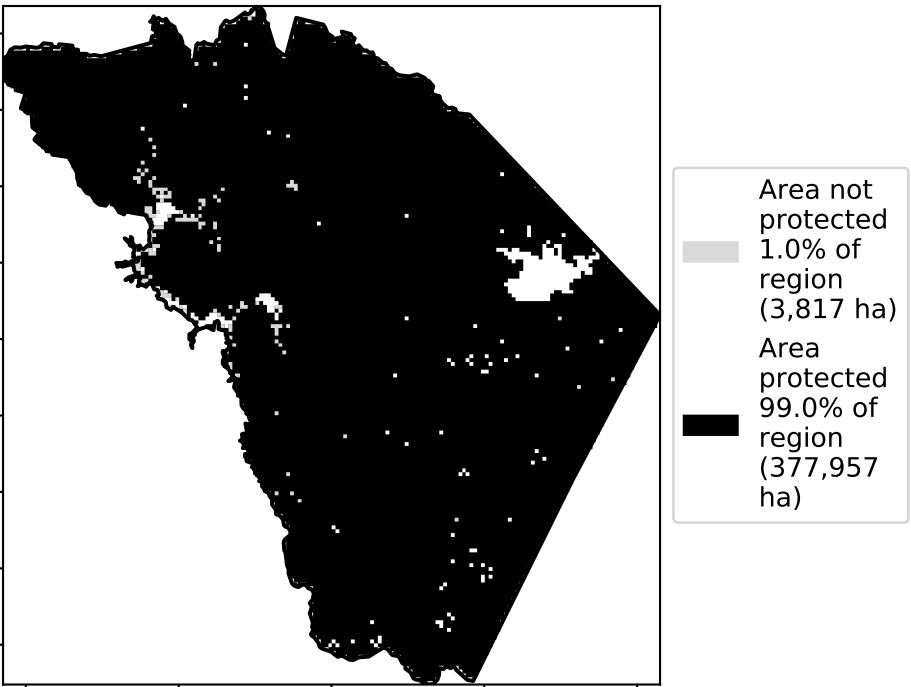 Area not
protected
1.0% of
region
(3,817 ha)
Area
protected
99.0% of
region
(377,957
ha)